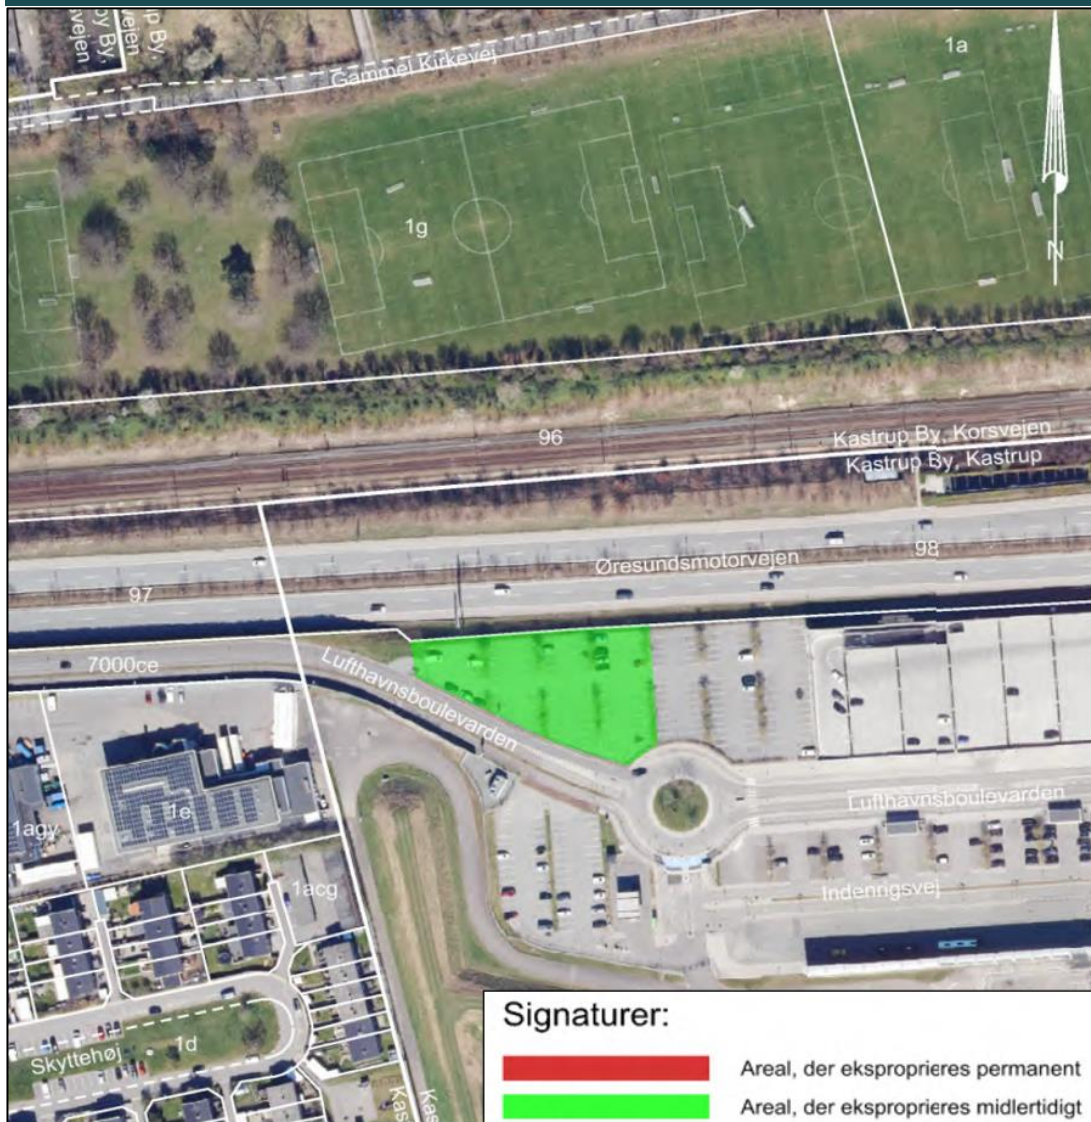 Gammel Kirkevej
1a
1g
N
96
Kastrup By, Korsvejen
Kastrup By, Kastrup
98
Øresundsmotorvejen
97
7000ce
Lufthavnsboulevarden
Lufthavnsboulevarden
1e
1agy
1acg
Indenrigsvej
Skyttehøj
1d
Signaturer:
Areal, der eksproprieres permanent
Areal, der eksproprieres midlertidigt